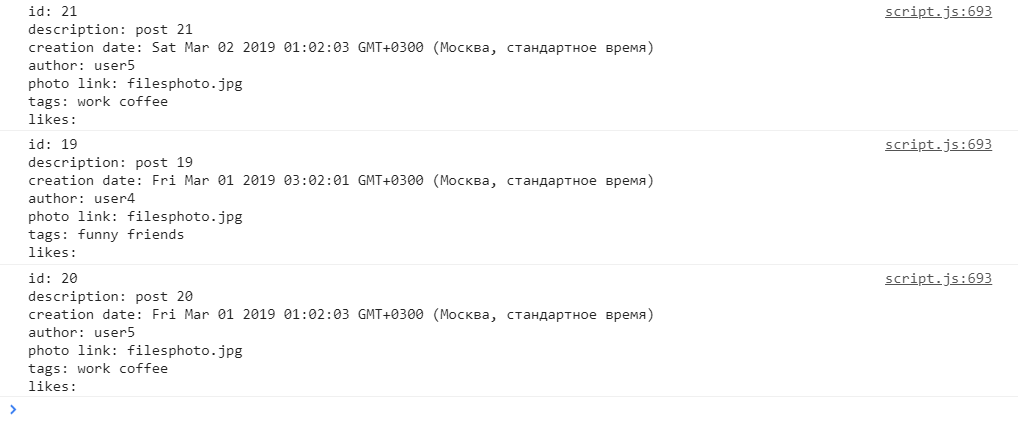 id: 21 script.js:693
description: post 21
creation date: Sat Mar 02 2019 01:02:03 GMT+0300 (Москва, стандартное время)
author: user5
photo link: filesphoto.jpg
tags: work coffee
likes:
id: 19 script.js:693
description: post 19
creation date: Fri Mar 01 2019 03:02:01 GMT+0300 (Москва, стандартное время)
author: user4
photo link: filesphoto.jpg
tags: funny friends
likes:
id: 20 script.js:693
description: post 20
creation date: Fri Mar 01 2019 01:02:03 GMT+0300 (Москва, стандартное время)
author: user5
photo link: filesphoto.jpg
tags: work coffee
likes: